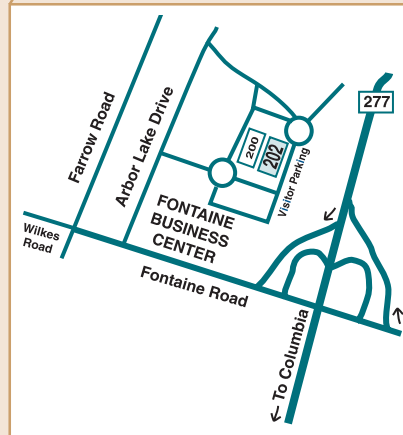 277
Farrow Road
Arbor Lake Drive
200
202
Visitor Parking
FONTAINE
BUSINESS
CENTER
Wilkes
Road
Fontaine Road
To Columbia